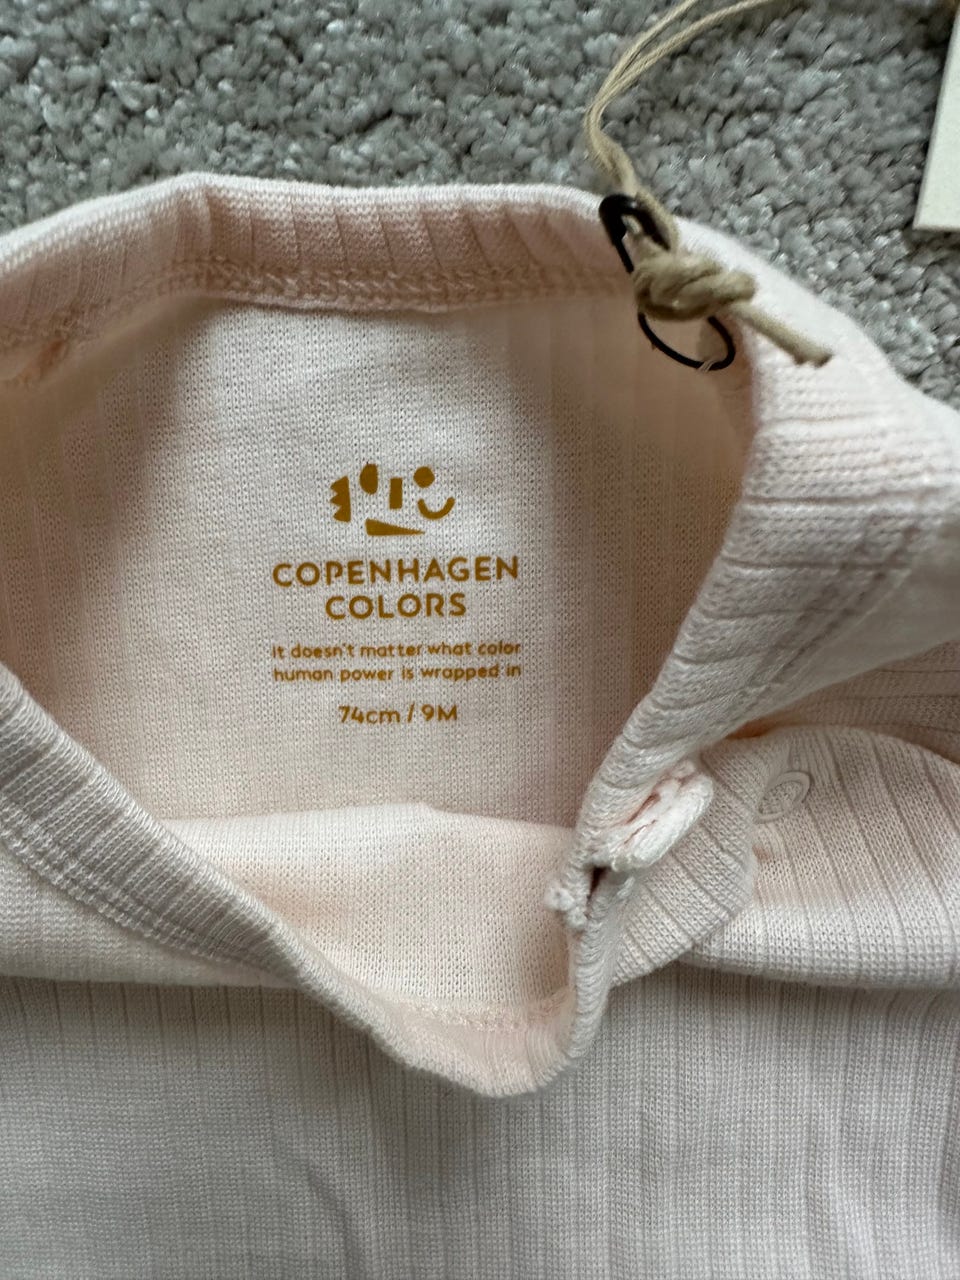 COPENHAGEN
COLORS
It doesn't matter what color
human power is wrapped in
74cm / 9M